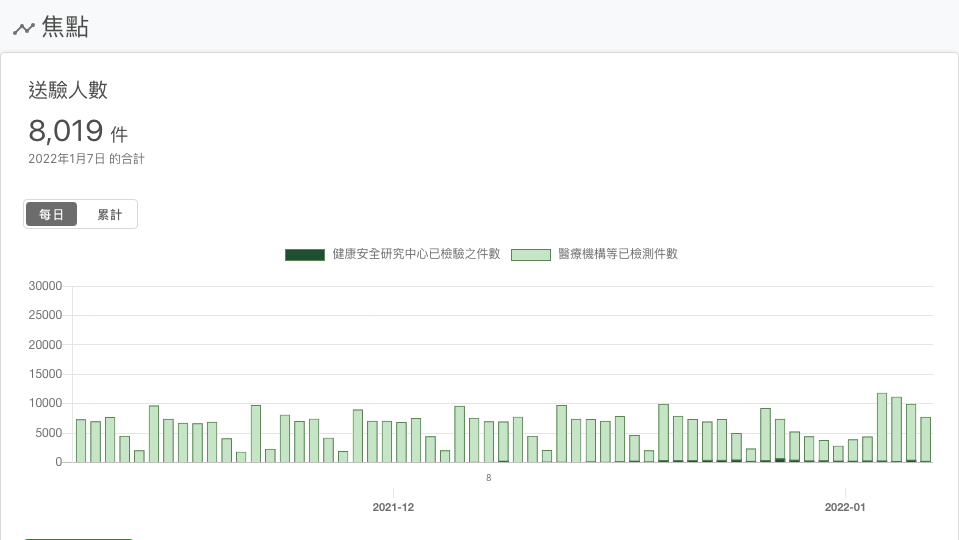 焦點
送驗人數
8,019 件
2022年1月7日 的合計
每日 累計
健康安全研究中心已檢驗之件數 醫療機構等已檢測件數
30000
25000
20000
15000
10000
5000
0
8
2021-12 2022-01